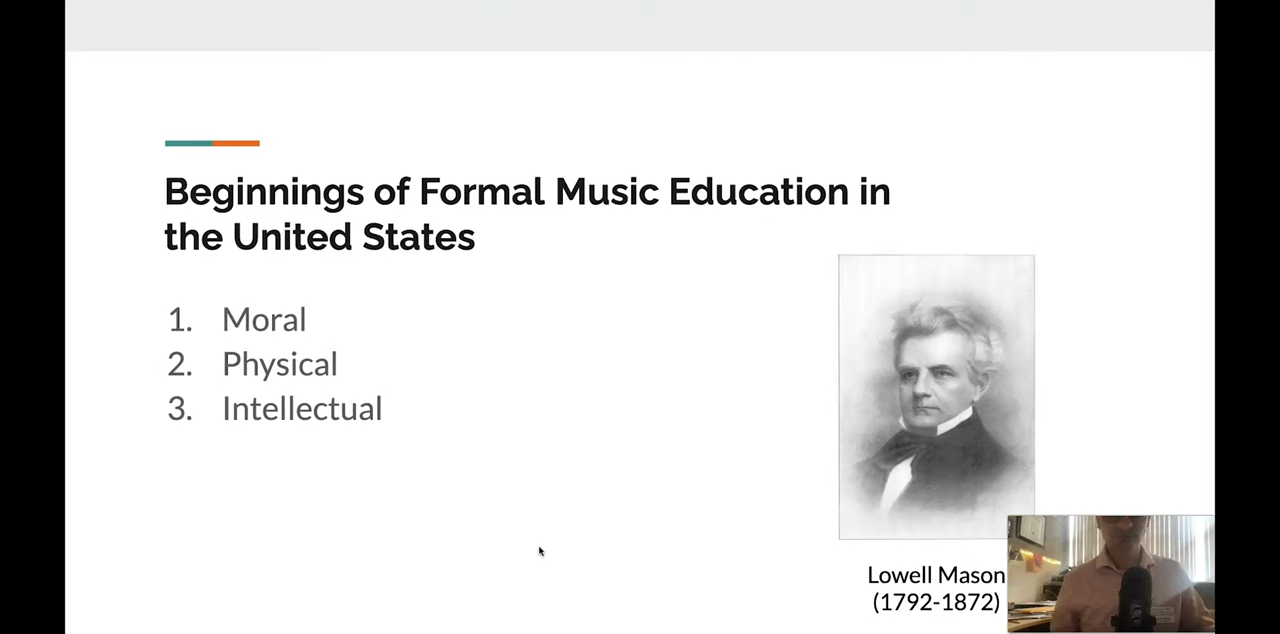 Beginnings of Formal Music Education in
the United States
1. Moral
2. Physical
3. Intellectual
Lowell Mason
(1792-1872)